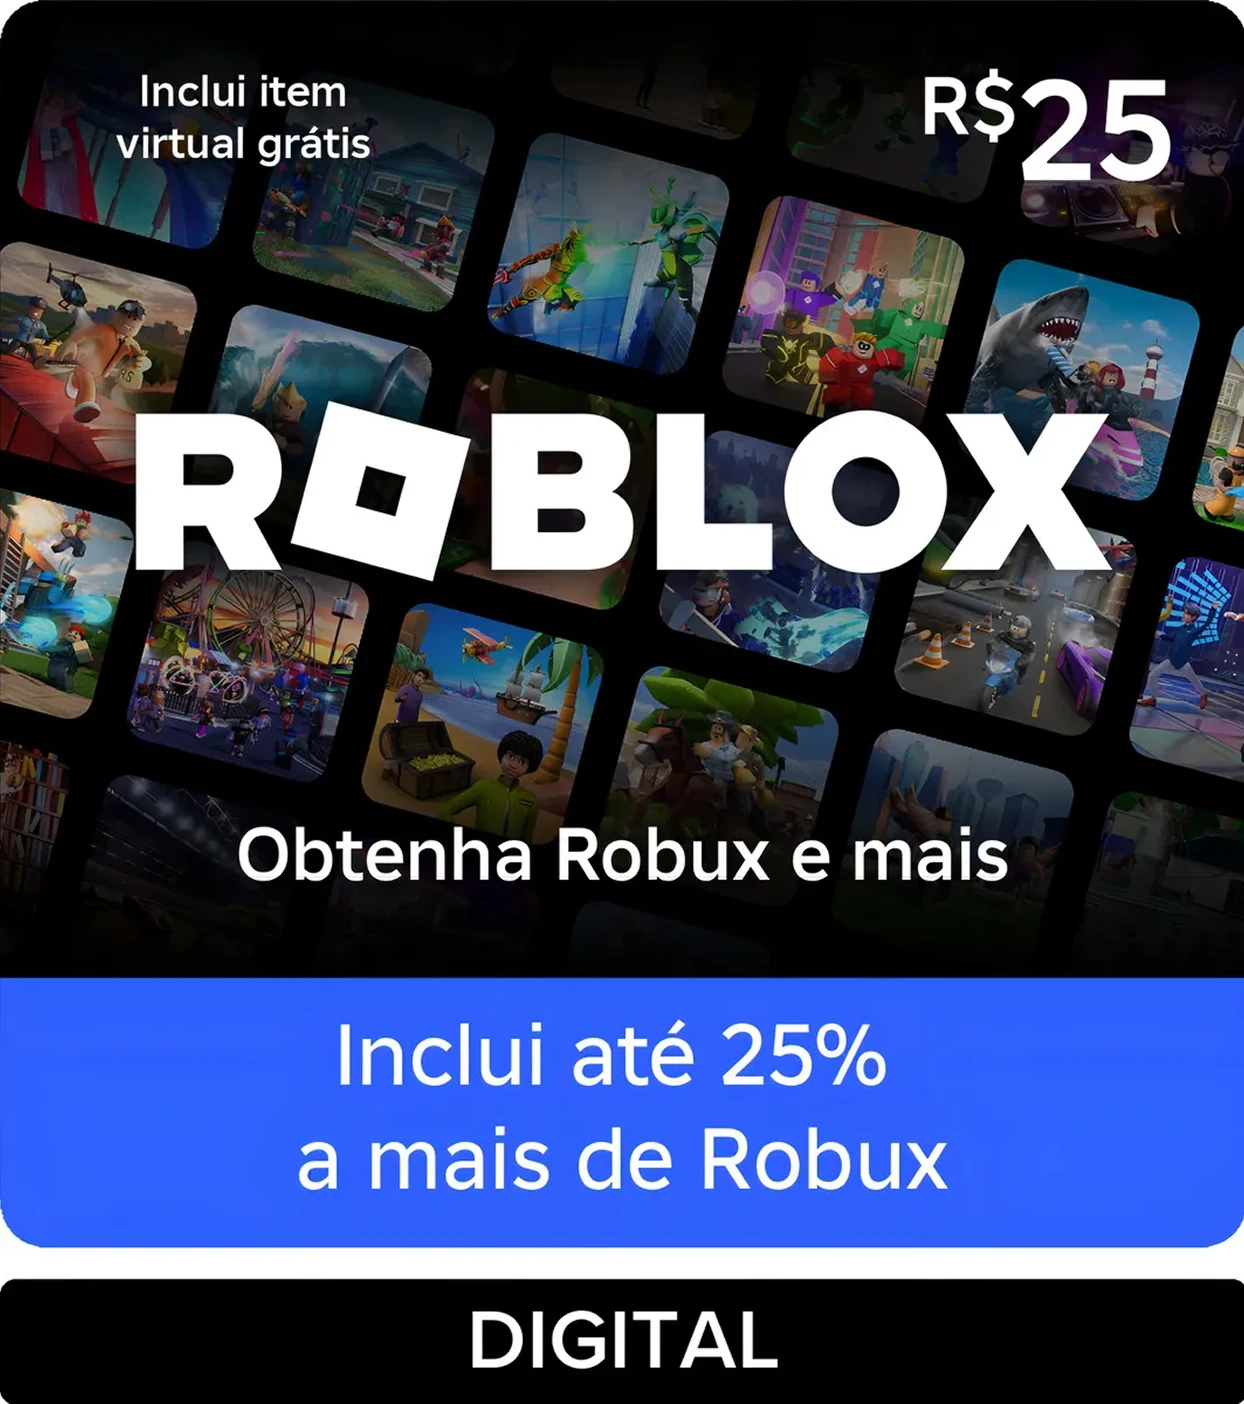 Inclui item
virtual grátis
R$25
ROBLOX
Obtenha Robux e mais
Inclui até 25%
a mais de Robux
DIGITAL